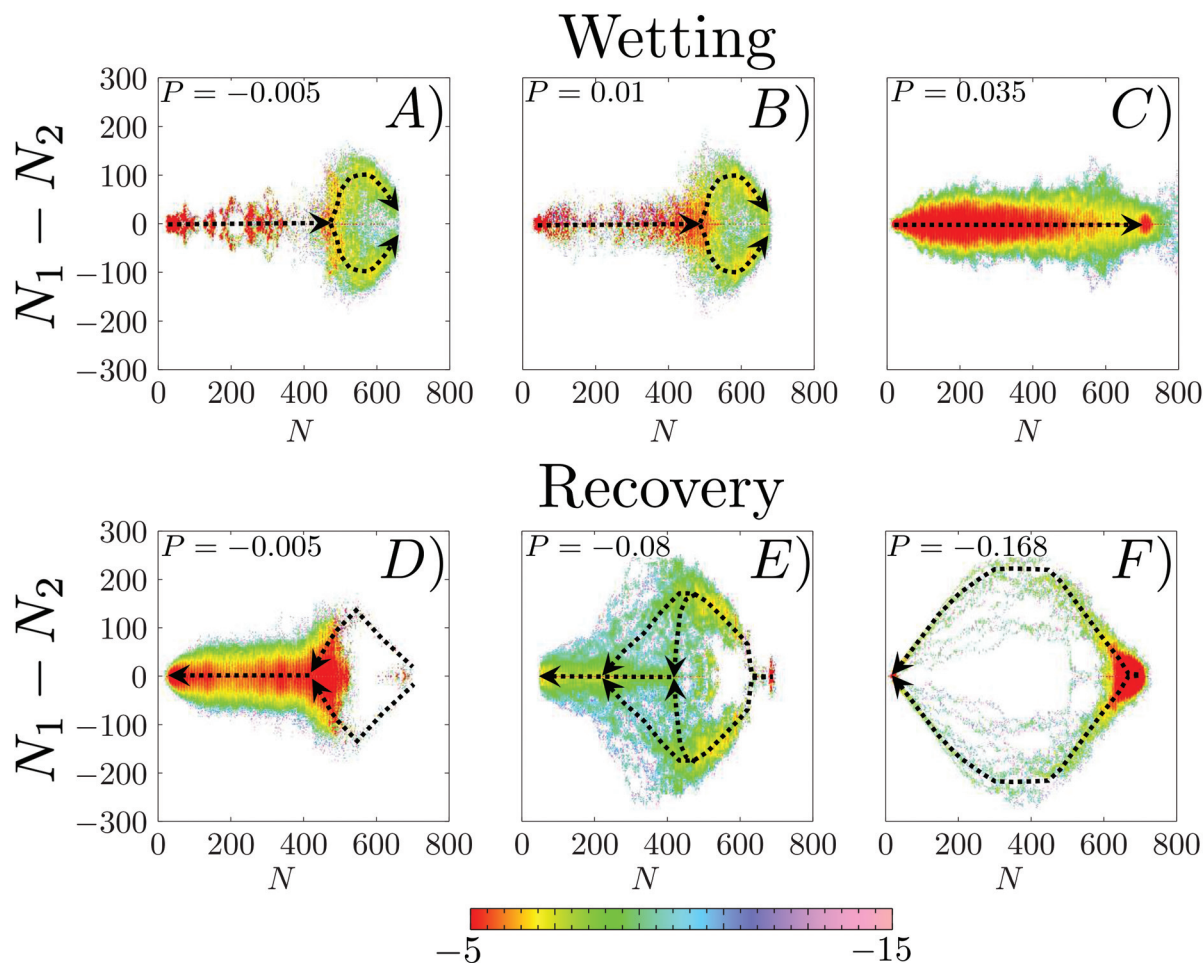 Wetting
N₁ − N₂
300
200
100
0
−100
−200
−300
P = −0.005
A)
P = 0.01
B)
P = 0.035
C)
0 200 400 600 800
0 200 400 600 800
0 200 400 600 800
N
N
N
Recovery
N₁ − N₂
300
200
100
0
−100
−200
−300
P = −0.005
D)
P = −0.08
E)
P = −0.168
F)
0 200 400 600 800
0 200 400 600 800
0 200 400 600 800
N
N
N
−5
−15